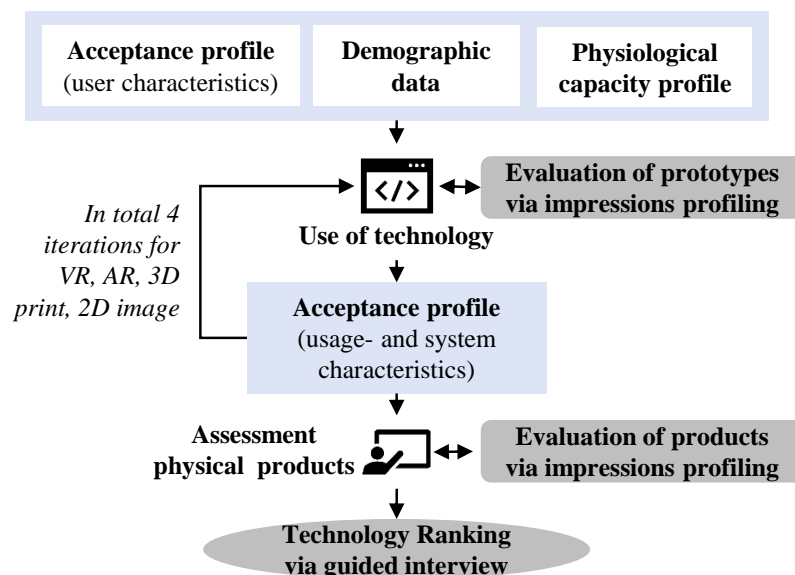 Acceptance profile
(user characteristics)
Demographic
data
Physiological
capacity profile
</>
Use of technology
Evaluation of prototypes
via impressions profiling
In total 4
iterations for
VR, AR, 3D
print, 2D image
Acceptance profile
(usage- and system
characteristics)
Assessment
physical products
Evaluation of products
via impressions profiling
Technology Ranking
via guided interview